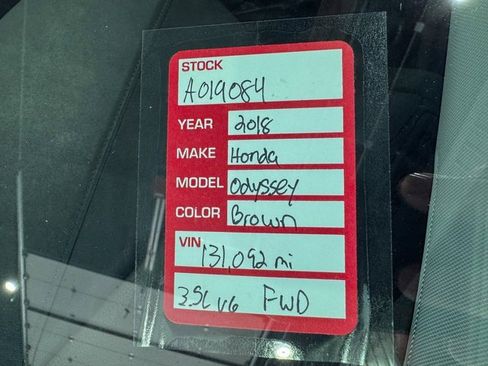 STOCK
A019084
YEAR 2018
MAKE Honda
MODEL Odyssey
COLOR Brown
VIN 131,092 mi
3.5L V6 FWD